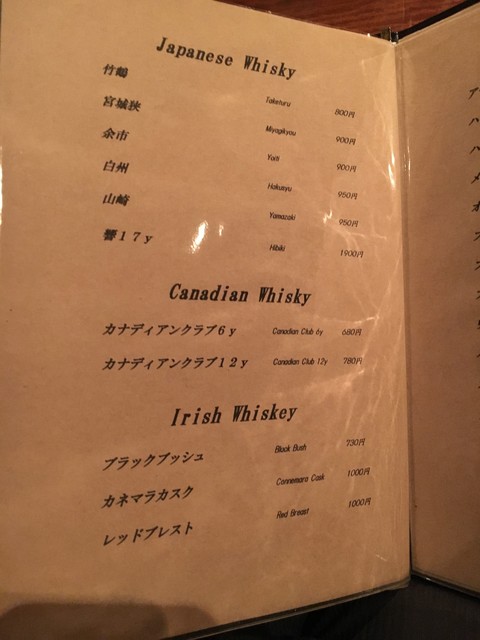 Japanese Whisky
竹鶴 Taketuru 800円
宮城狭 Miyagikyou 900円
余市 Yoiti 900円
白州 Hakusyu 950円
山崎 Yamazaki 950円
響１７ｙ Hibiki 1900円
Canadian Whisky
カナディアンクラブ６ｙ Canadian Club 6y 680円
カナディアンクラブ１２ｙ Canadian Club 12y 780円
Irish Whiskey
ブラックブッシュ Black Bush 730円
カネマラカスク Connemara Cask 1000円
レッドブレスト Red Breast 1000円